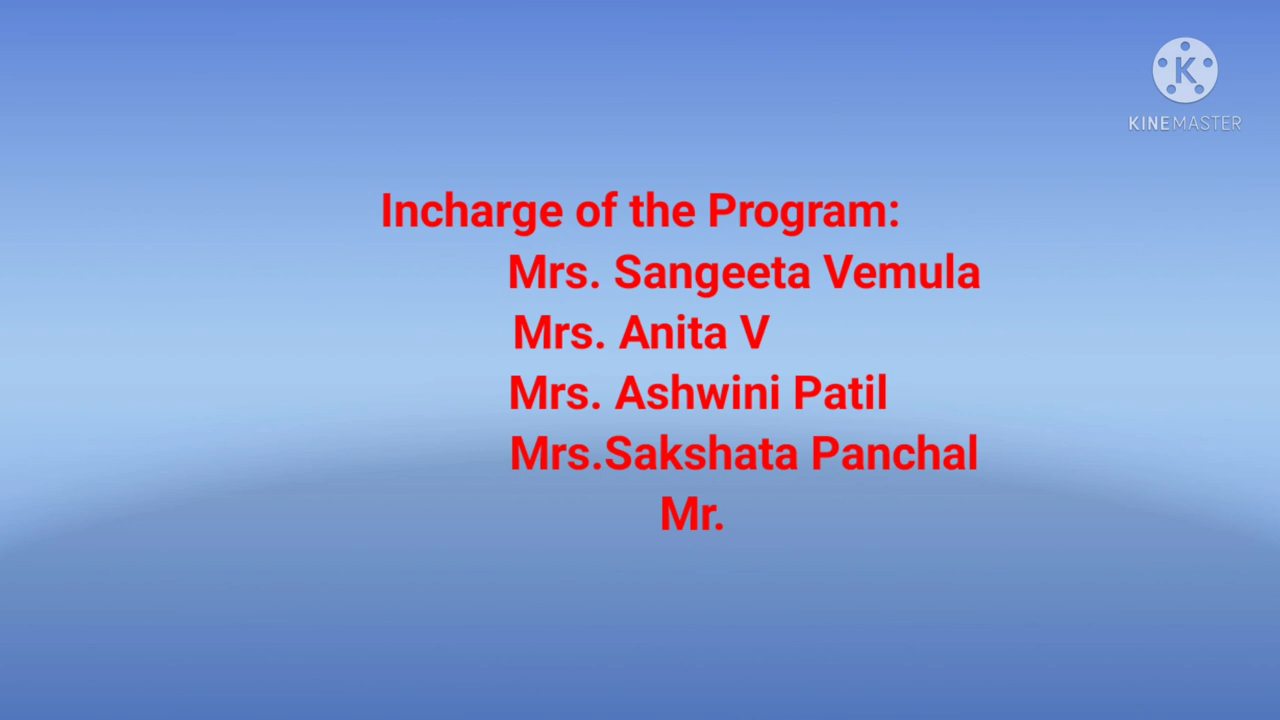 K
KINEMASTER
Incharge of the Program:
Mrs. Sangeeta Vemula
Mrs. Anita V
Mrs. Ashwini Patil
Mrs.Sakshata Panchal
Mr.